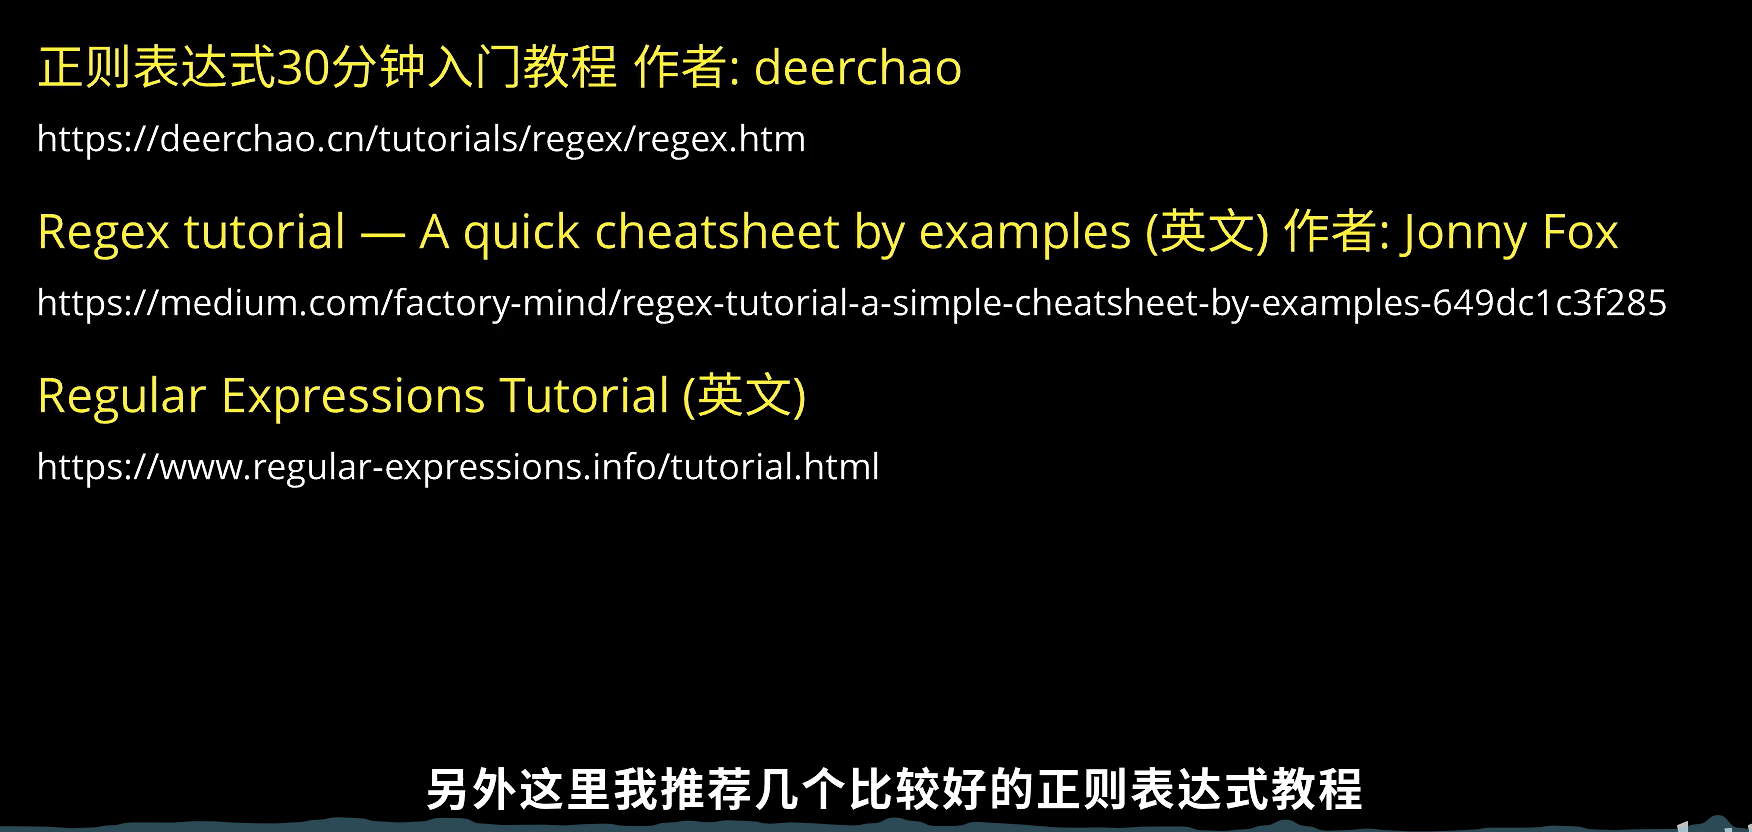 正则表达式30分钟入门教程 作者: deerchao
https://deerchao.cn/tutorials/regex/regex.htm
Regex tutorial — A quick cheatsheet by examples (英文) 作者: Jonny Fox
https://medium.com/factory-mind/regex-tutorial-a-simple-cheatsheet-by-examples-649dc1c3f285
Regular Expressions Tutorial (英文)
https://www.regular-expressions.info/tutorial.html
另外这里我推荐几个比较好的正则表达式教程